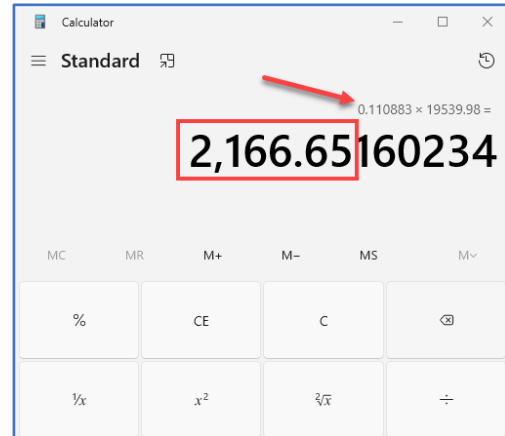 Calculator
Standard
0.110883 × 19539.98 =
2,166.65160234
MC MR M+ M− MS M˅
% CE C
¹/x x² ²√x ÷